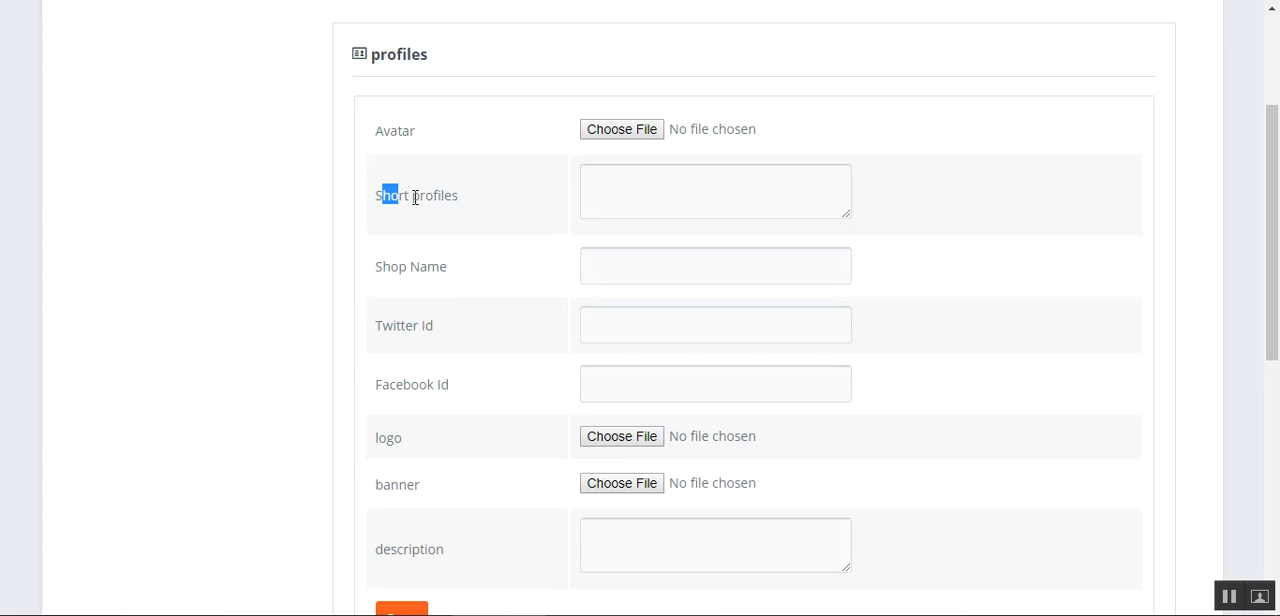 profiles
Avatar Choose File No file chosen
Short profiles
Shop Name
Twitter Id
Facebook Id
logo Choose File No file chosen
banner Choose File No file chosen
description